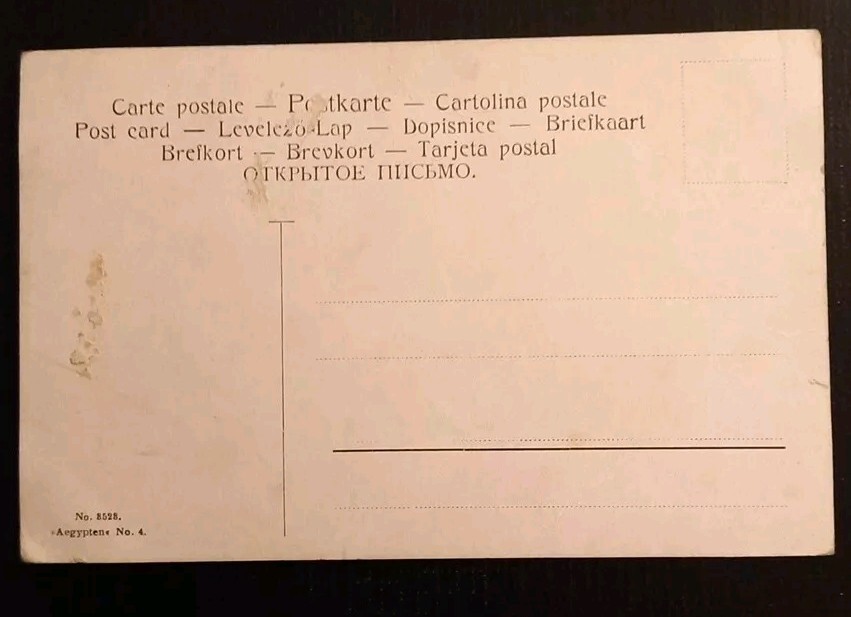 Carte postale — Postkarte — Cartolina postale
Post card — Levelező-Lap — Dopisnice — Briefkaart
Brefkort — Brevkort — Tarjeta postal
ОТКРЫТОЕ ПИСЬМО.
No. 8528.
»Aegypten« No. 4.